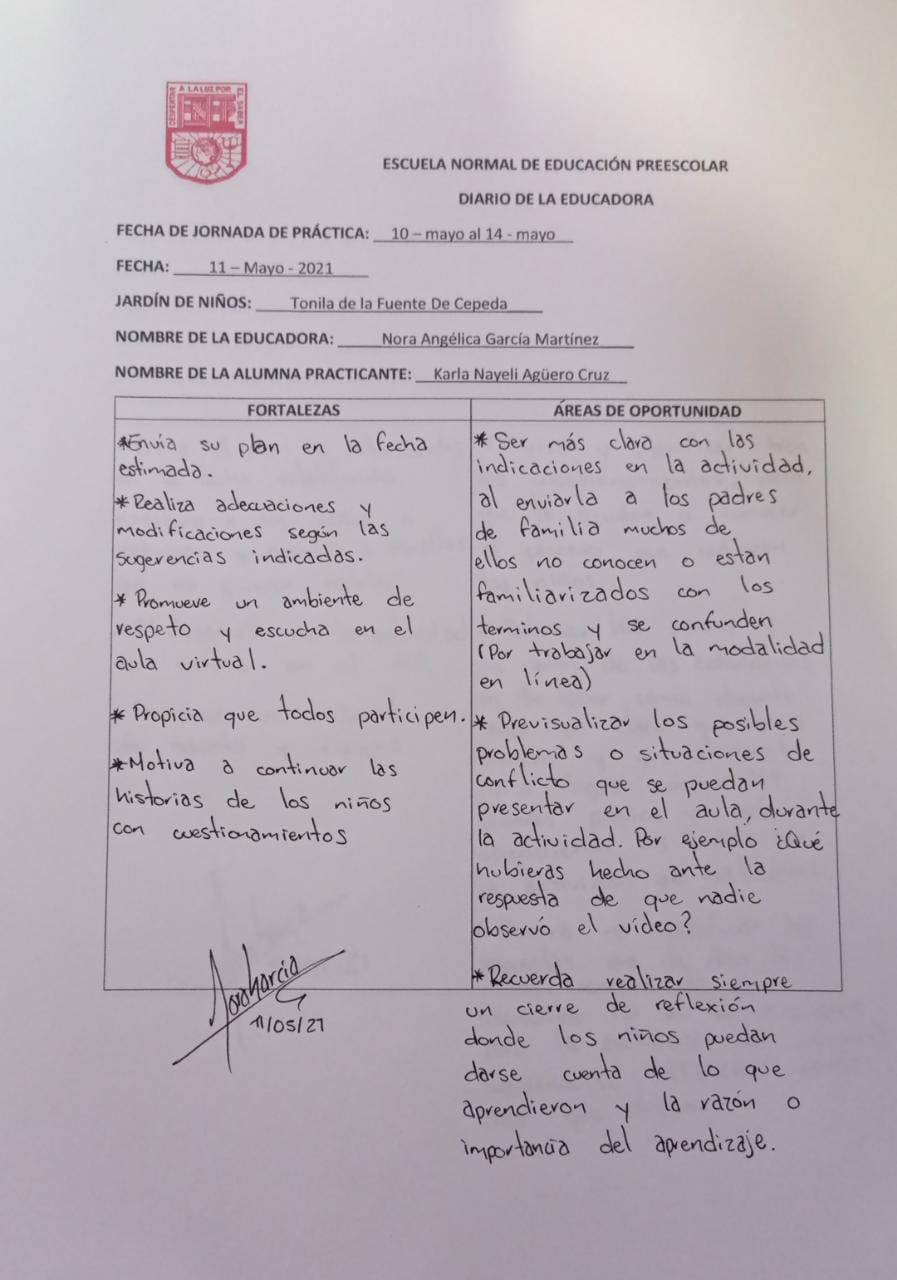 DESPERTAR
A LA LUZ POR
EL SABER
ESCUELA NORMAL DE EDUCACIÓN PREESCOLAR
DIARIO DE LA EDUCADORA
FECHA DE JORNADA DE PRÁCTICA: 10 – mayo al 14 - mayo
FECHA: 11 – Mayo - 2021
JARDÍN DE NIÑOS: Tonila de la Fuente De Cepeda
NOMBRE DE LA EDUCADORA: Nora Angélica García Martínez
NOMBRE DE LA ALUMNA PRACTICANTE: Karla Nayeli Agüero Cruz
FORTALEZAS
*Envía su plan en la fecha
estimada.
*Realiza adecuaciones y
modificaciones según las
sugerencias indicadas.
* Promueve un ambiente de
respeto y escucha en el
aula virtual.
* Propicia que todos participen.
*Motiva a continuar las
historias de los niños
con cuestionamientos
NoraGarcia
11/05/21
ÁREAS DE OPORTUNIDAD
* Ser más clara con las
indicaciones en la actividad,
al enviarla a los padres
de familia muchos de
ellos no conocen o estan
familiarizados con los
terminos y se confunden
(Por trabajar en la modalidad
en línea)
* Previsualizar los posibles
problemas o situaciones de
conflicto que se puedan
presentar en el aula, durante
la actividad. Por ejemplo ¿Qué
hubieras hecho ante la
respuesta de que nadie
observó el vídeo?
*Recuerda realizar siempre
un cierre de reflexión
donde los niños puedan
darse cuenta de lo que
aprendieron y la razón o
importancia del aprendizaje.